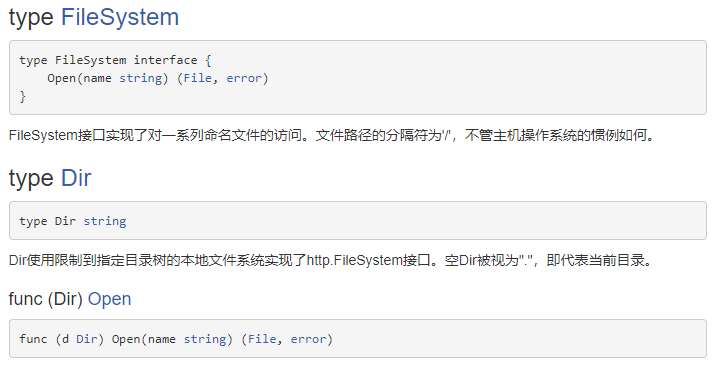 type FileSystem
type FileSystem interface {
    Open(name string) (File, error)
}
FileSystem接口实现了对一系列命名文件的访问。文件路径的分隔符为'/'，不管主机操作系统的惯例如何。
type Dir
type Dir string
Dir使用限制到指定目录树的本地文件系统实现了http.FileSystem接口。空Dir被视为"."，即代表当前目录。
func (Dir) Open
func (d Dir) Open(name string) (File, error)